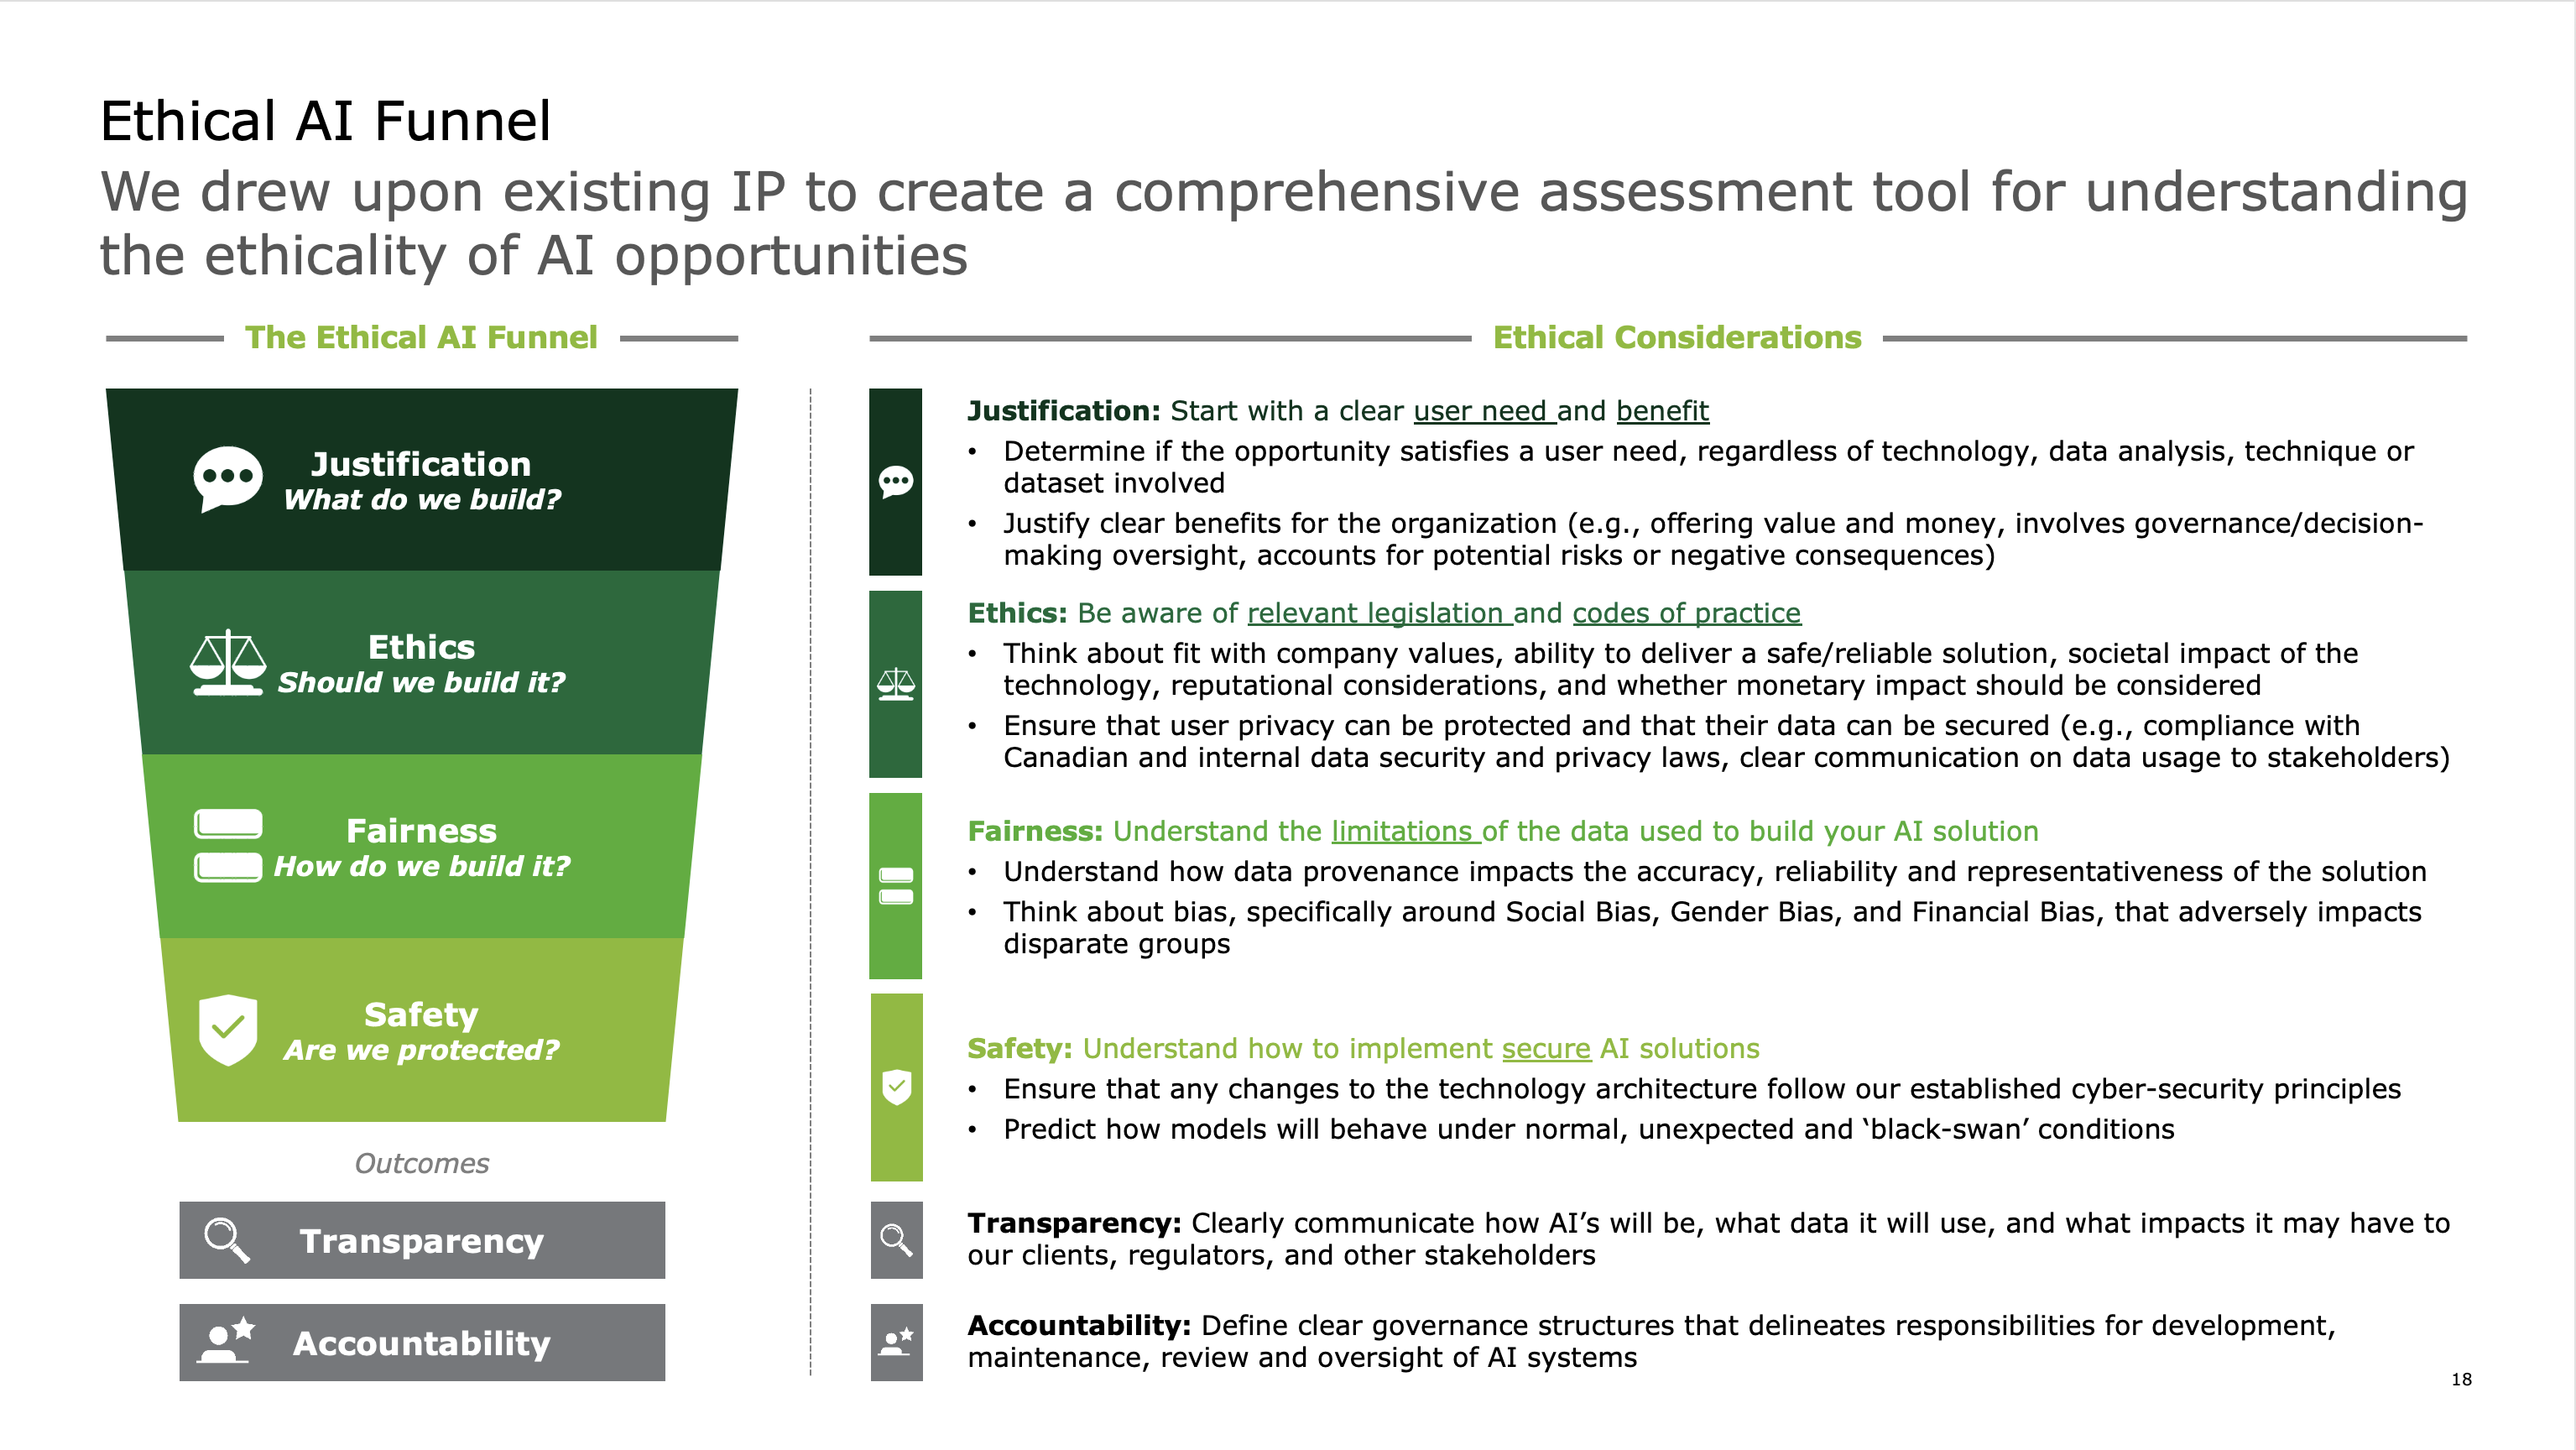 Ethical AI Funnel
We drew upon existing IP to create a comprehensive assessment tool for understanding
the ethicality of AI opportunities
The Ethical AI Funnel
Justification
What do we build?
Ethics
Should we build it?
Fairness
How do we build it?
Safety
Are we protected?
Outcomes
Transparency
Accountability
Ethical Considerations
Justification: Start with a clear user need and benefit
• Determine if the opportunity satisfies a user need, regardless of technology, data analysis, technique or
dataset involved
• Justify clear benefits for the organization (e.g., offering value and money, involves governance/decision-
making oversight, accounts for potential risks or negative consequences)
Ethics: Be aware of relevant legislation and codes of practice
• Think about fit with company values, ability to deliver a safe/reliable solution, societal impact of the
technology, reputational considerations, and whether monetary impact should be considered
• Ensure that user privacy can be protected and that their data can be secured (e.g., compliance with
Canadian and internal data security and privacy laws, clear communication on data usage to stakeholders)
Fairness: Understand the limitations of the data used to build your AI solution
• Understand how data provenance impacts the accuracy, reliability and representativeness of the solution
• Think about bias, specifically around Social Bias, Gender Bias, and Financial Bias, that adversely impacts
disparate groups
Safety: Understand how to implement secure AI solutions
• Ensure that any changes to the technology architecture follow our established cyber-security principles
• Predict how models will behave under normal, unexpected and ‘black-swan’ conditions
Transparency: Clearly communicate how AI’s will be, what data it will use, and what impacts it may have to
our clients, regulators, and other stakeholders
Accountability: Define clear governance structures that delineates responsibilities for development,
maintenance, review and oversight of AI systems
18